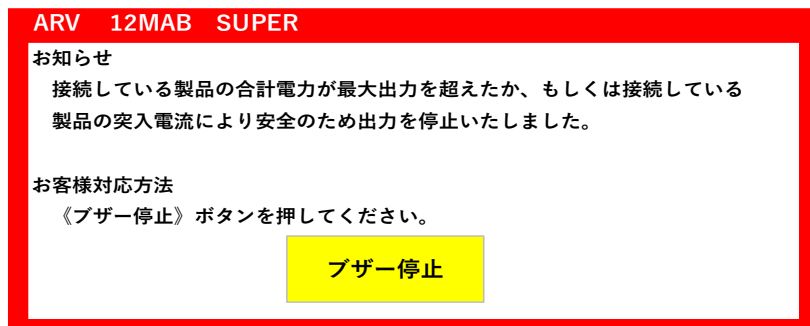 ARV 12MAB SUPER
お知らせ
接続している製品の合計電力が最大出力を超えたか、もしくは接続している
製品の突入電流により安全のため出力を停止いたしました。
お客様対応方法
《ブザー停止》ボタンを押してください。
ブザー停止